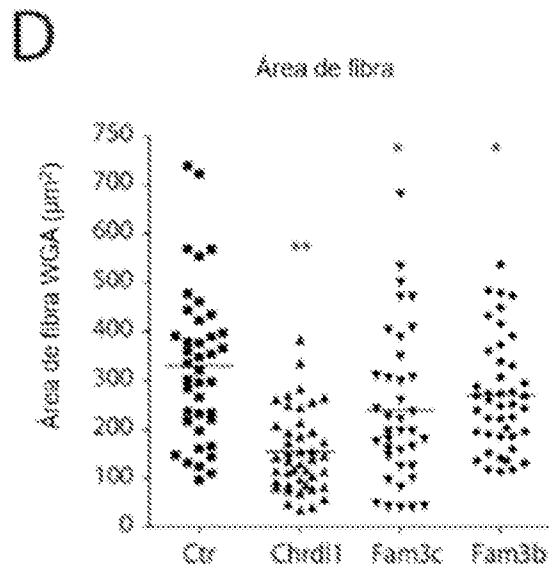 D
Área de fibra
Área de fibra WGA (µm²)
750
700
600
500
400
300
200
100
0
**
*
*
Ctr
Chrdl1
Fam3c
Fam3b